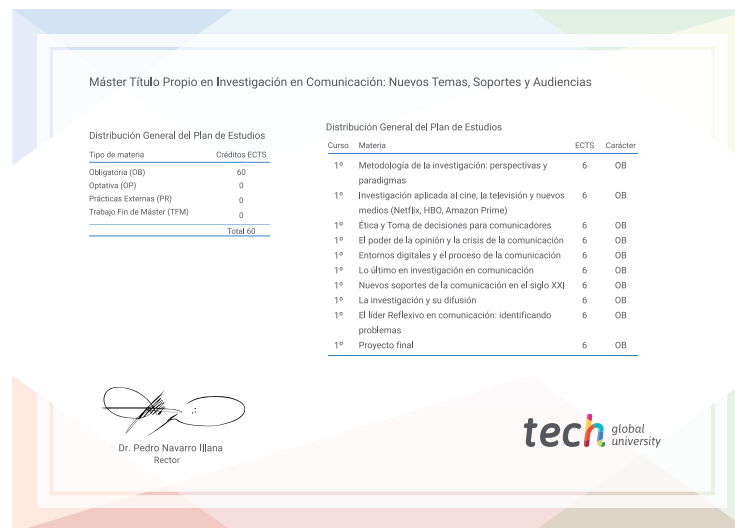 Máster Título Propio en Investigación en Comunicación: Nuevos Temas, Soportes y Audiencias
Distribución General del Plan de Estudios
Tipo de materia Créditos ECTS
Obligatoria (OB) 60
Optativa (OP) 0
Prácticas Externas (PR) 0
Trabajo Fin de Máster (TFM) 0
Total 60
Distribución General del Plan de Estudios
Curso Materia ECTS Carácter
1º Metodología de la investigación: perspectivas y 6 OB
paradigmas
1º Investigación aplicada al cine, la televisión y nuevos 6 OB
medios (Netflix, HBO, Amazon Prime)
1º Ética y Toma de decisiones para comunicadores 6 OB
1º El poder de la opinión y la crisis de la comunicación 6 OB
1º Entornos digitales y el proceso de la comunicación 6 OB
1º Lo último en investigación en comunicación 6 OB
1º Nuevos soportes de la comunicación en el siglo XXI 6 OB
1º La investigación y su difusión 6 OB
1º El líder Reflexivo en comunicación: identificando 6 OB
problemas
1º Proyecto final 6 OB
Dr. Pedro Navarro Illana
Rector
tech global
university